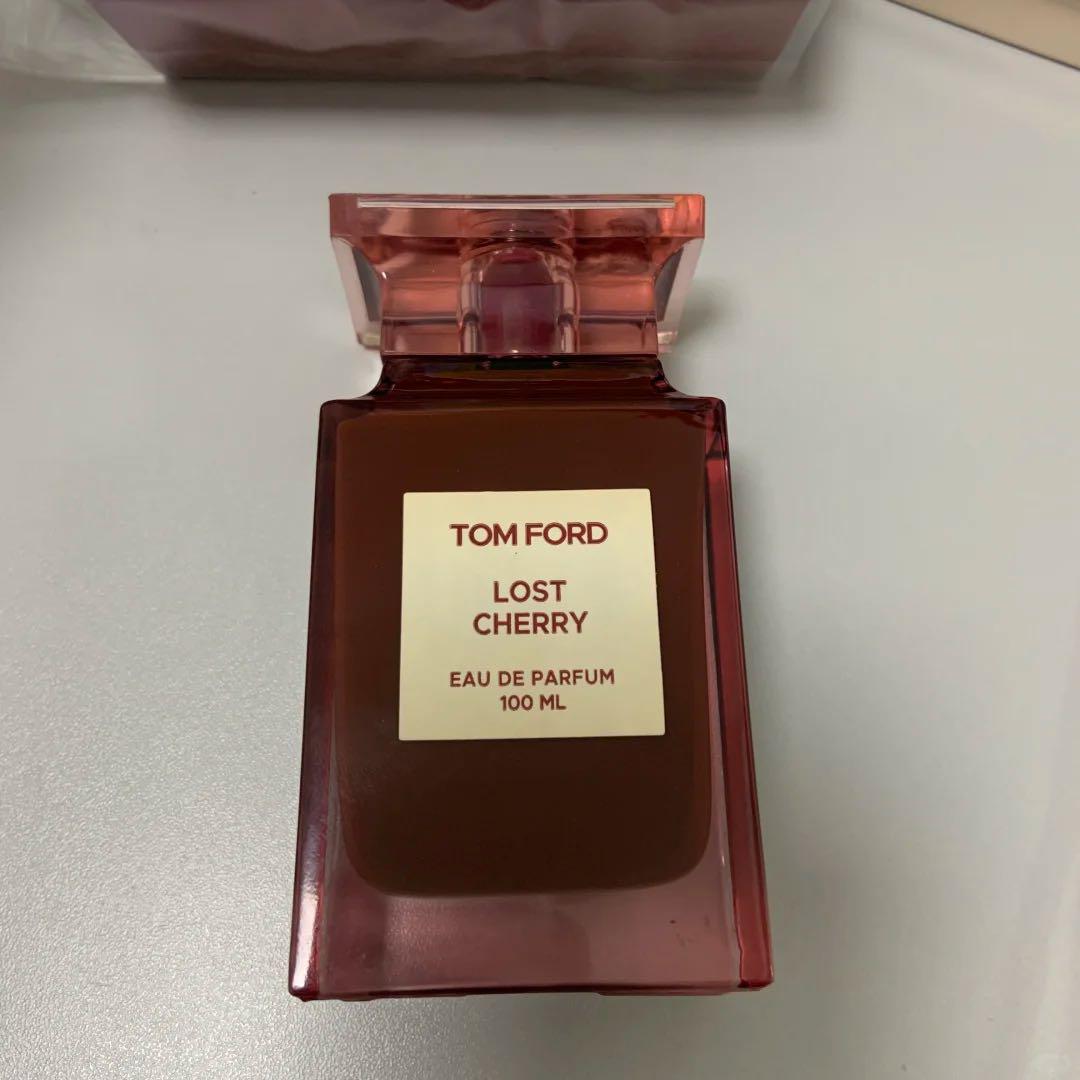 TOM FORD
LOST
CHERRY
EAU DE PARFUM
100 ML